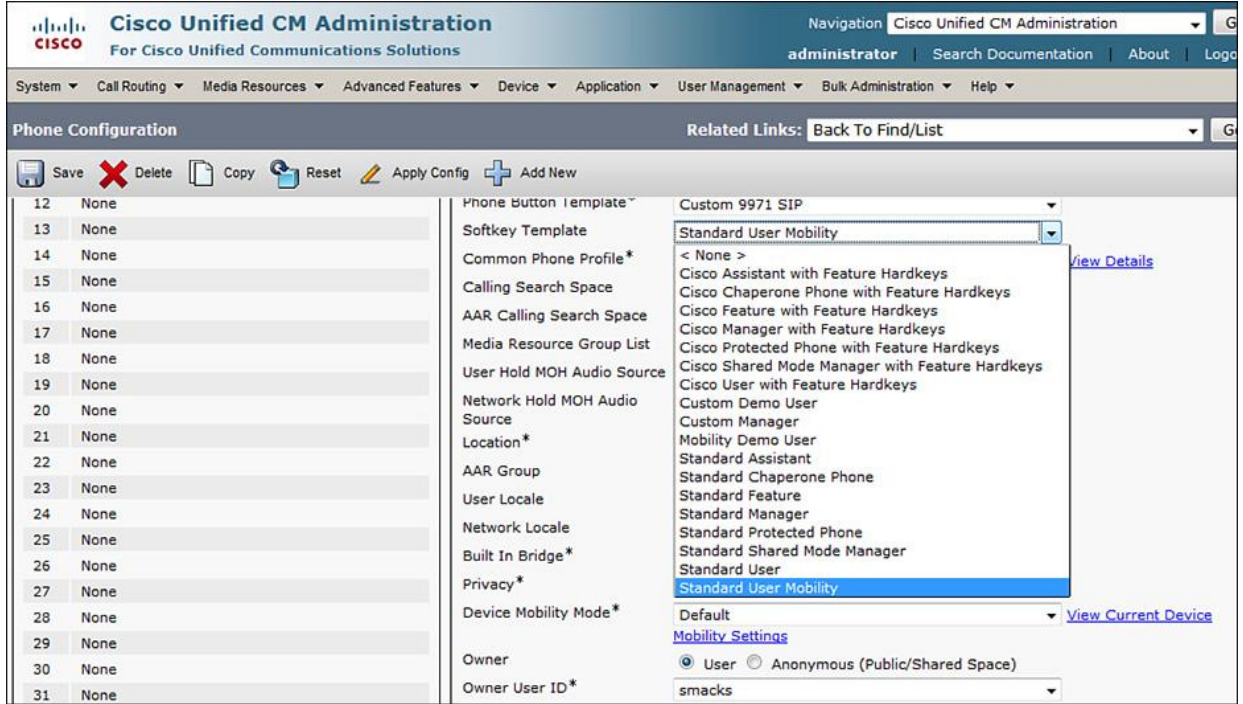 Cisco Unified CM Administration
Navigation Cisco Unified CM Administration G
CISCO For Cisco Unified Communications Solutions
administrator | Search Documentation | About | Logo
System Call Routing Media Resources Advanced Features Device Application User Management Bulk Administration Help
Phone Configuration
Related Links: Back To Find/List G
Save Delete Copy Reset Apply Config Add New
12 None
13 None
14 None
15 None
16 None
17 None
18 None
19 None
20 None
21 None
22 None
23 None
24 None
25 None
26 None
27 None
28 None
29 None
30 None
31 None
Phone Button Template* Custom 9971 SIP
Softkey Template Standard User Mobility
Common Phone Profile* View Details
Calling Search Space
AAR Calling Search Space
Media Resource Group List
User Hold MOH Audio Source
Network Hold MOH Audio
Source
Location*
AAR Group
User Locale
Network Locale
Built In Bridge*
Privacy*
< None >
Cisco Assistant with Feature Hardkeys
Cisco Chaperone Phone with Feature Hardkeys
Cisco Feature with Feature Hardkeys
Cisco Manager with Feature Hardkeys
Cisco Protected Phone with Feature Hardkeys
Cisco Shared Mode Manager with Feature Hardkeys
Cisco User with Feature Hardkeys
Custom Demo User
Custom Manager
Mobility Demo User
Standard Assistant
Standard Chaperone Phone
Standard Feature
Standard Manager
Standard Protected Phone
Standard Shared Mode Manager
Standard User
Standard User Mobility
Device Mobility Mode* Default View Current Device
Mobility Settings
Owner User Anonymous (Public/Shared Space)
Owner User ID* smacks